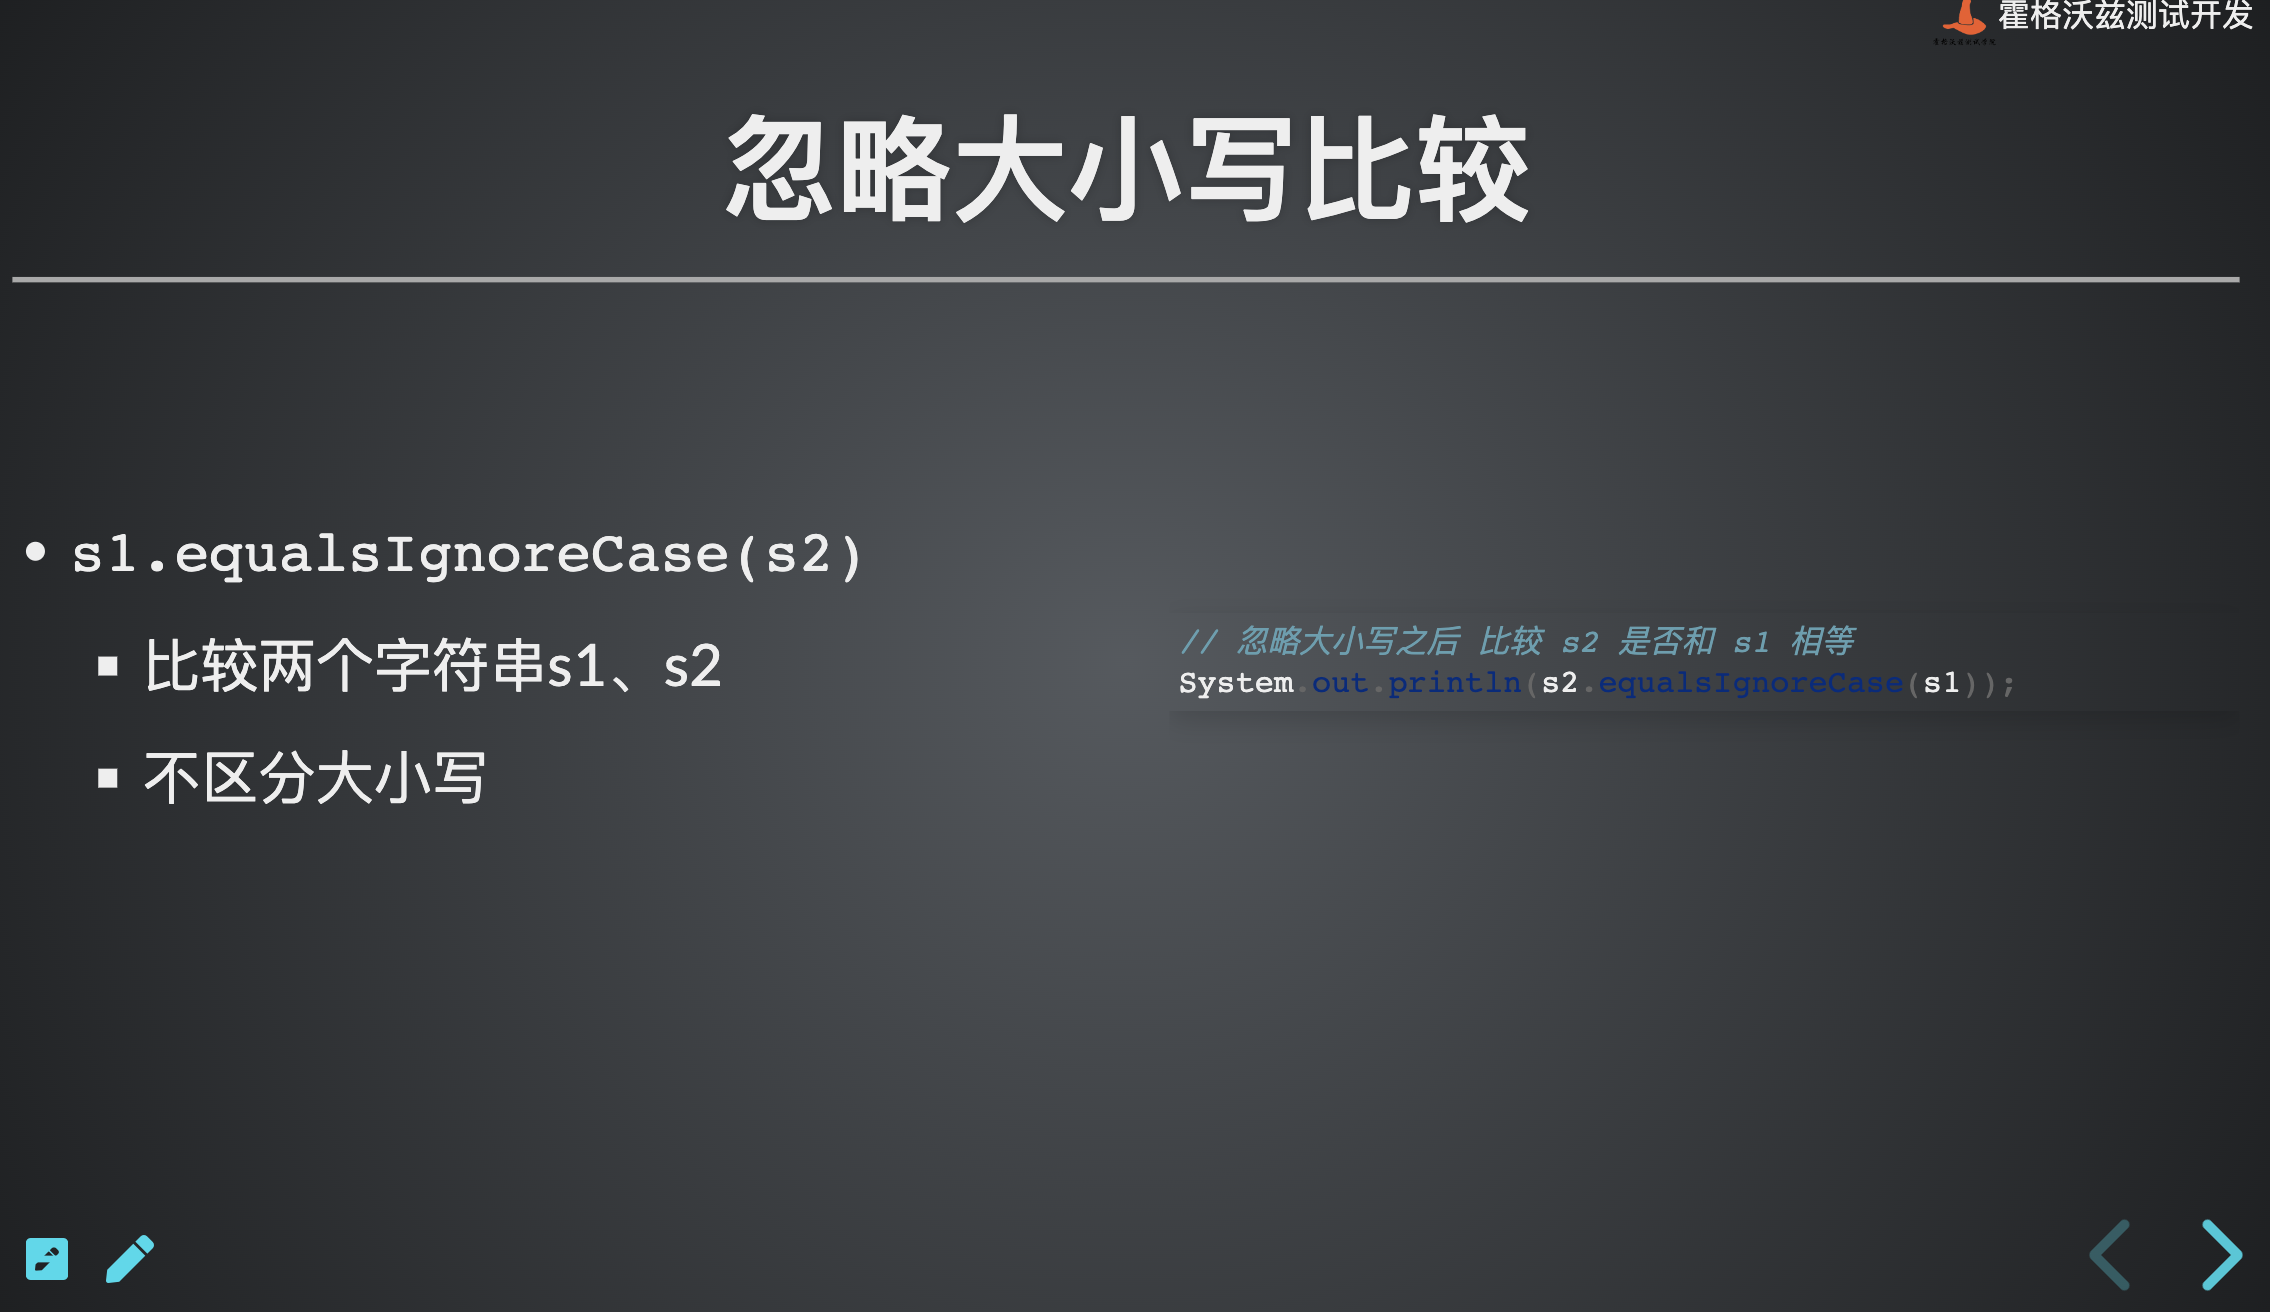 霍格沃兹测试开发
忽略大小写比较
• s1.equalsIgnoreCase(s2)
▪ 比较两个字符串s1、s2
▪ 不区分大小写
// 忽略大小写之后 比较 s2 是否和 s1 相等
System.out.println(s2.equalsIgnoreCase(s1));